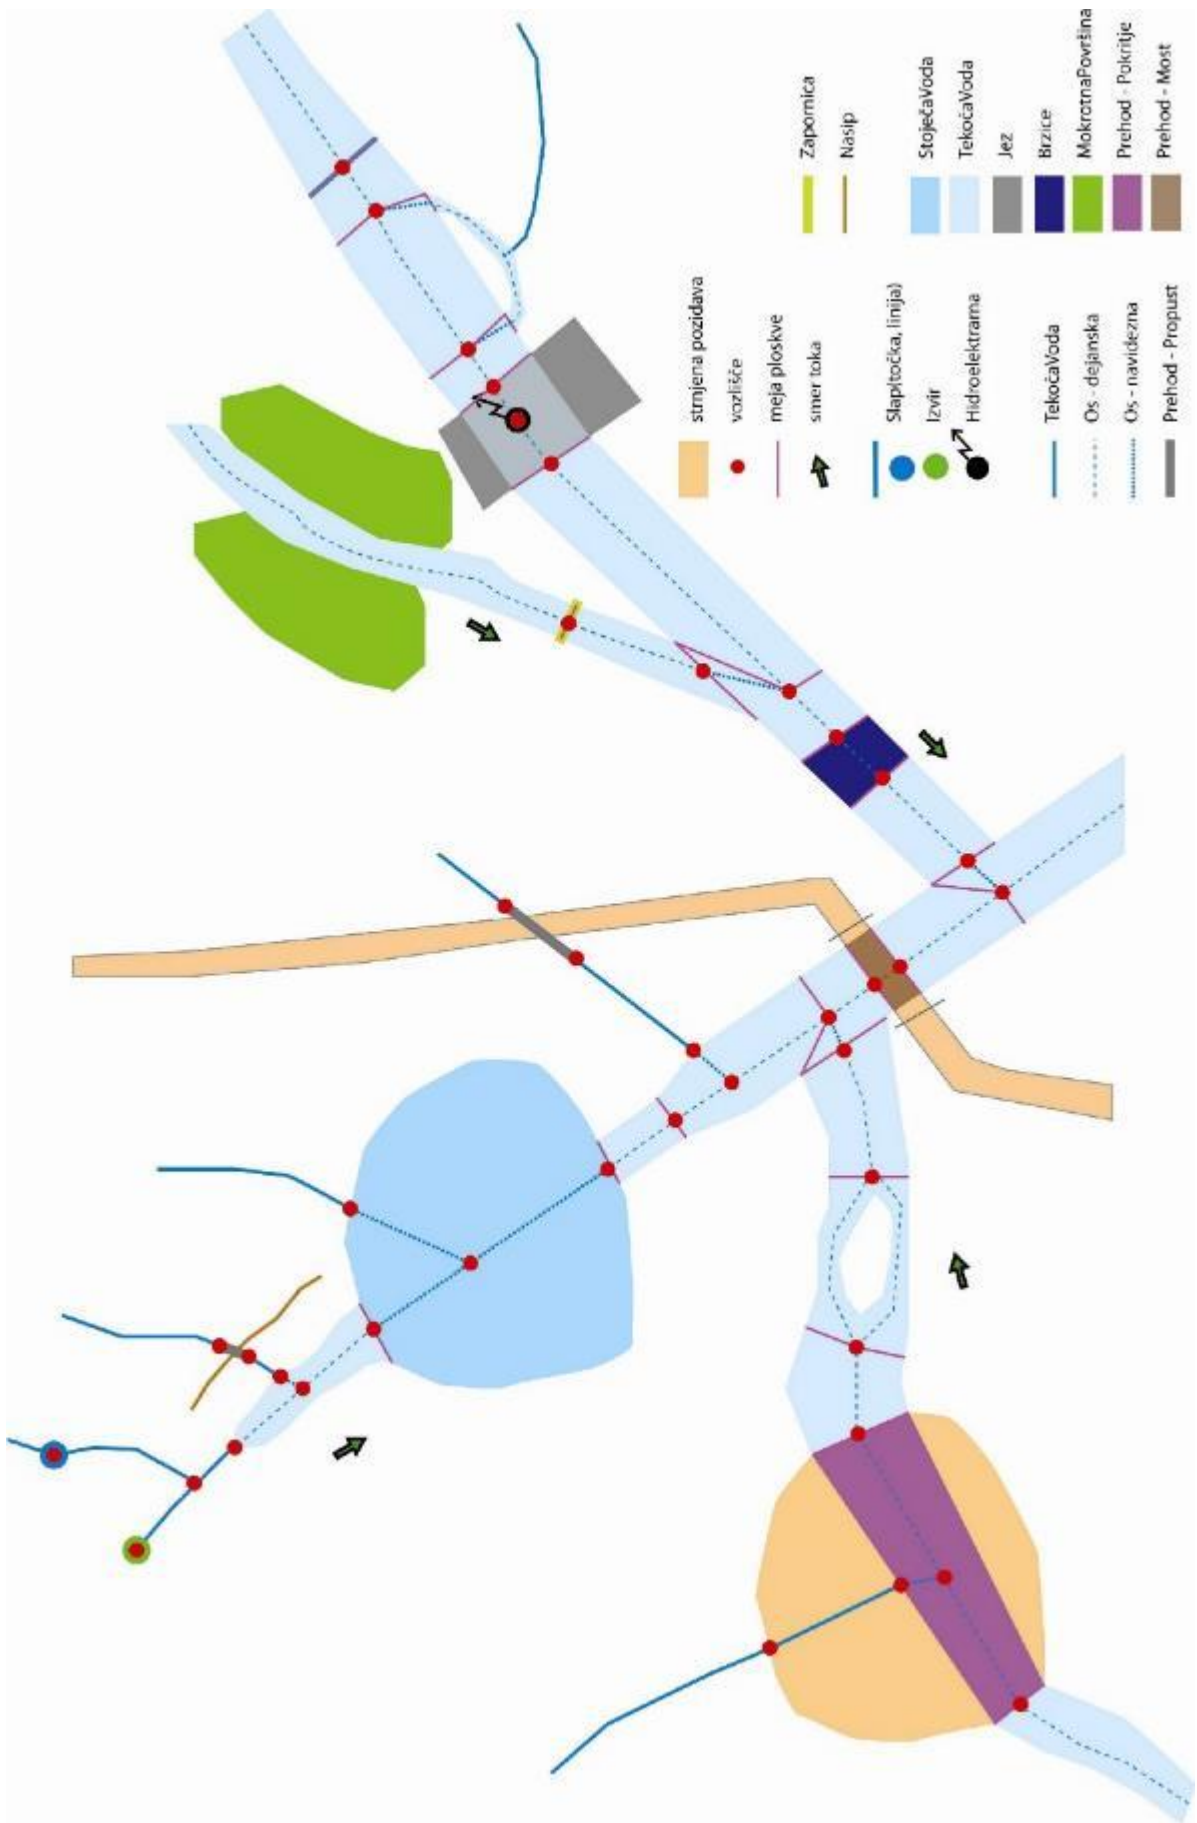 strnjena pozidava
vozlišče
meja ploskve
smer toka
Slap(točka, linija)
Izvir
Hidroelektrarna
TekočaVoda
Os - dejanska
Os - navidezna
Prehod - Propust
Zapornica
Nasip
StoječaVoda
TekočaVoda
Jez
Brzice
MokrotnaPovršina
Prehod - Pokritje
Prehod - Most